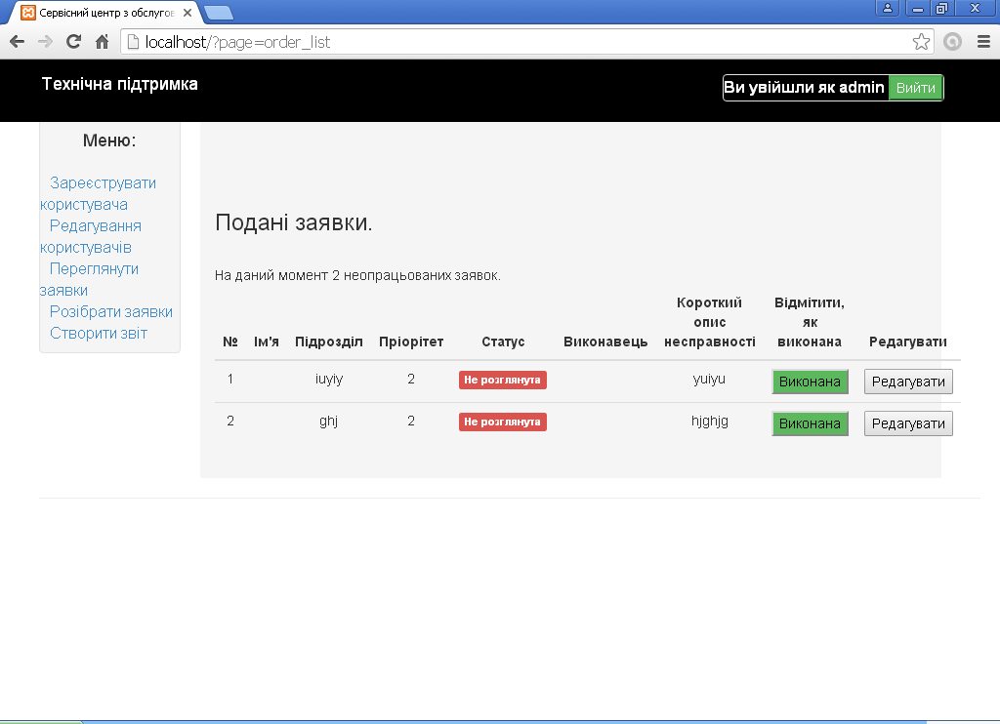 Сервісний центр з обслугов
localhost/?page=order_list
Технічна підтримка
Ви увійшли як admin Вийти
Меню:
Зареєструвати
користувача
Редагування
користувачів
Переглянути
заявки
Розібрати заявки
Створити звіт
Подані заявки.
На даний момент 2 неопрацьованих заявок.
№ Ім'я Підрозділ Пріорітет Статус Виконавець Короткий опис несправності Відмітити, як виконана Редагувати
1 iuyiy 2 Не розглянута yuiyu Виконана Редагувати
2 ghj 2 Не розглянута hjghjg Виконана Редагувати